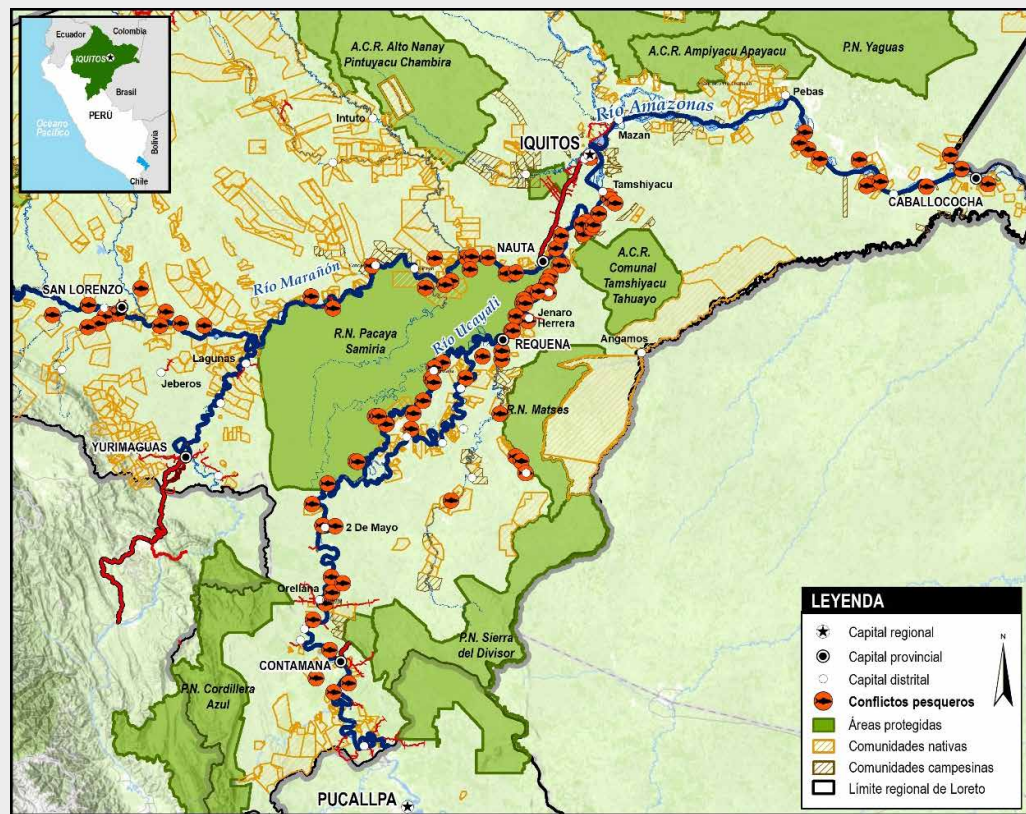 Ecuador
Colombia
IQUITOS
Brasil
PERÚ
Océano
Pacífico
Bolivia
Chile
A.C.R. Alto Nanay
Pintuyacu Chambira
A.C.R. Ampiyacu Apayacu
P.N. Yaguas
Pebas
Río Amazonas
Intuto
Mazan
IQUITOS
Tamshiyacu
CABALLOCOCHA
NAUTA
Río Marañón
A.C.R.
Comunal
Tamshiyacu
Tahuayo
SAN LORENZO
R.N. Pacaya
Samiria
Río Ucayali
Jenaro
Herrera
REQUENA
Angamos
Lagunas
Jeberos
R.N. Matses
YURIMAGUAS
2 De Mayo
Orellana
P.N. Sierra
del Divisor
CONTAMANA
P.N. Cordillera
Azul
PUCALLPA
LEYENDA
Capital regional
Capital provincial
Capital distrital
Conflictos pesqueros
Áreas protegidas
Comunidades nativas
Comunidades campesinas
Límite regional de Loreto
N